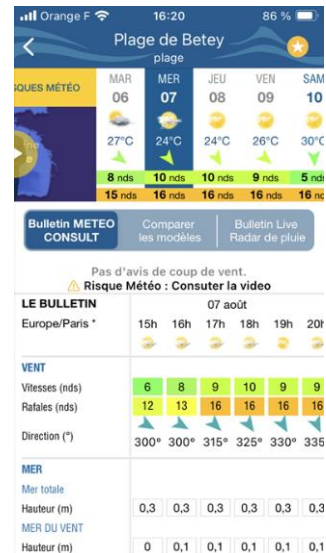 Orange F 16:20 86 %
Plage de Betey
plage
QUES MÉTÉO
MAR MER JEU VEN SAM
06 07 08 09 10
27°C 24°C 24°C 26°C 30°C
8 nds 10 nds 10 nds 9 nds 5 nds
15 nds 16 nds 16 nds 16 nds 16 nds
Bulletin METEO CONSULT
Comparer les modèles
Bulletin Live Radar de pluie
Pas d'avis de coup de vent.
Risque Météo : Consuter la video
LE BULLETIN 07 août
Europe/Paris * 15h 16h 17h 18h 19h 20h
VENT
Vitesses (nds) 6 8 9 10 9 9
Rafales (nds) 12 13 16 16 16 16
Direction (°) 300° 300° 315° 325° 330° 335
MER
Mer totale
Hauteur (m) 0,3 0,3 0,3 0,3 0,3 0,3
MER DU VENT
Hauteur (m) 0 0,1 0,1 0,1 0,1 0,1